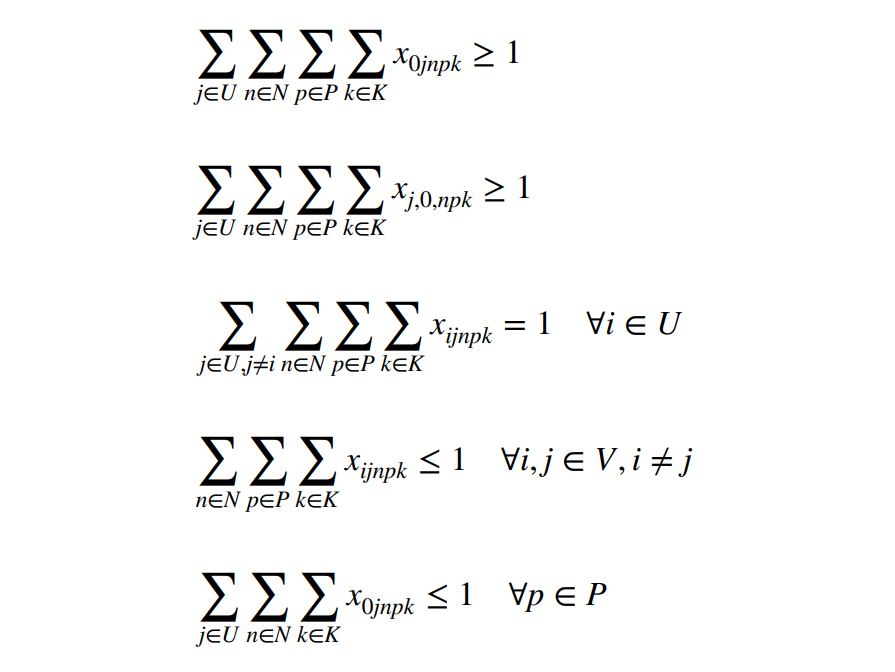 ∑_{j∈U} ∑_{n∈N} ∑_{p∈P} ∑_{k∈K} x_{0jnpk} ≥ 1
∑_{j∈U} ∑_{n∈N} ∑_{p∈P} ∑_{k∈K} x_{j,0,npk} ≥ 1
∑_{j∈U,j≠i} ∑_{n∈N} ∑_{p∈P} ∑_{k∈K} x_{ijnpk} = 1 ∀i ∈ U
∑_{n∈N} ∑_{p∈P} ∑_{k∈K} x_{ijnpk} ≤ 1 ∀i, j ∈ V, i ≠ j
∑_{j∈U} ∑_{n∈N} ∑_{k∈K} x_{0jnpk} ≤ 1 ∀p ∈ P